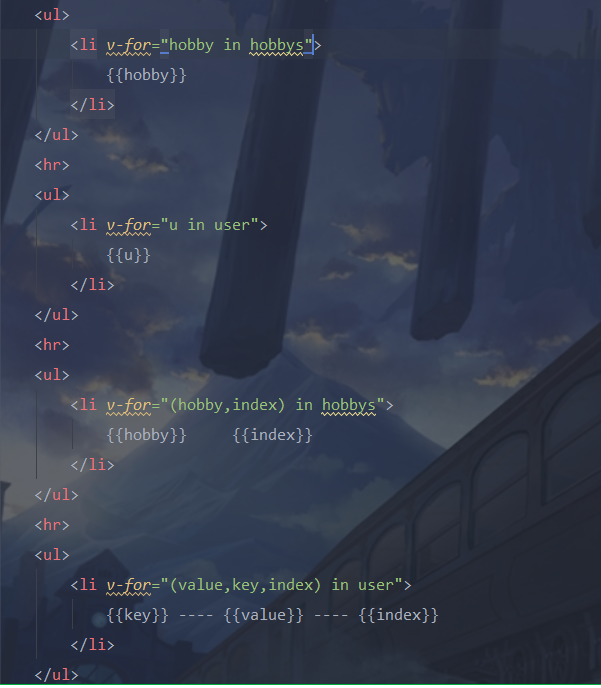 <ul>
<li v-for="hobby in hobbys">
{{hobby}}
</li>
</ul>
<hr>
<ul>
<li v-for="u in user">
{{u}}
</li>
</ul>
<hr>
<ul>
<li v-for="(hobby,index) in hobbys">
{{hobby}}     {{index}}
</li>
</ul>
<hr>
<ul>
<li v-for="(value,key,index) in user">
{{key}} ---- {{value}} ---- {{index}}
</li>
</ul>